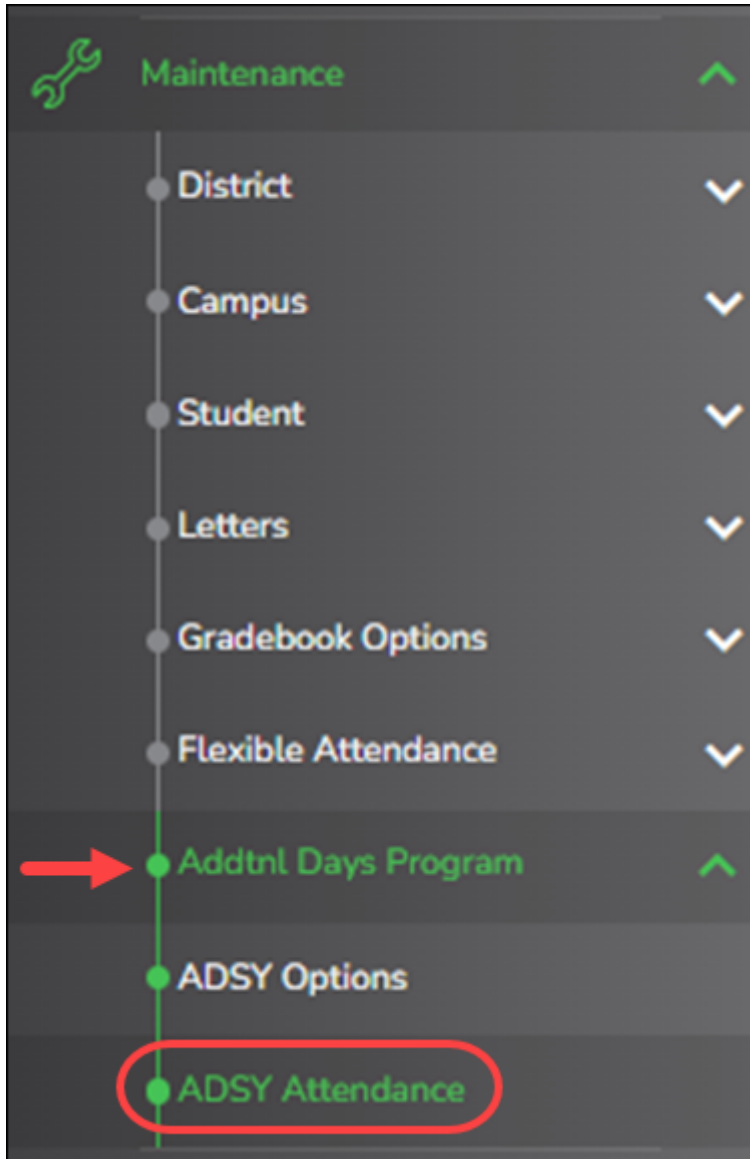 Maintenance
District
Campus
Student
Letters
Gradebook Options
Flexible Attendance
Addtnl Days Program
ADSY Options
ADSY Attendance